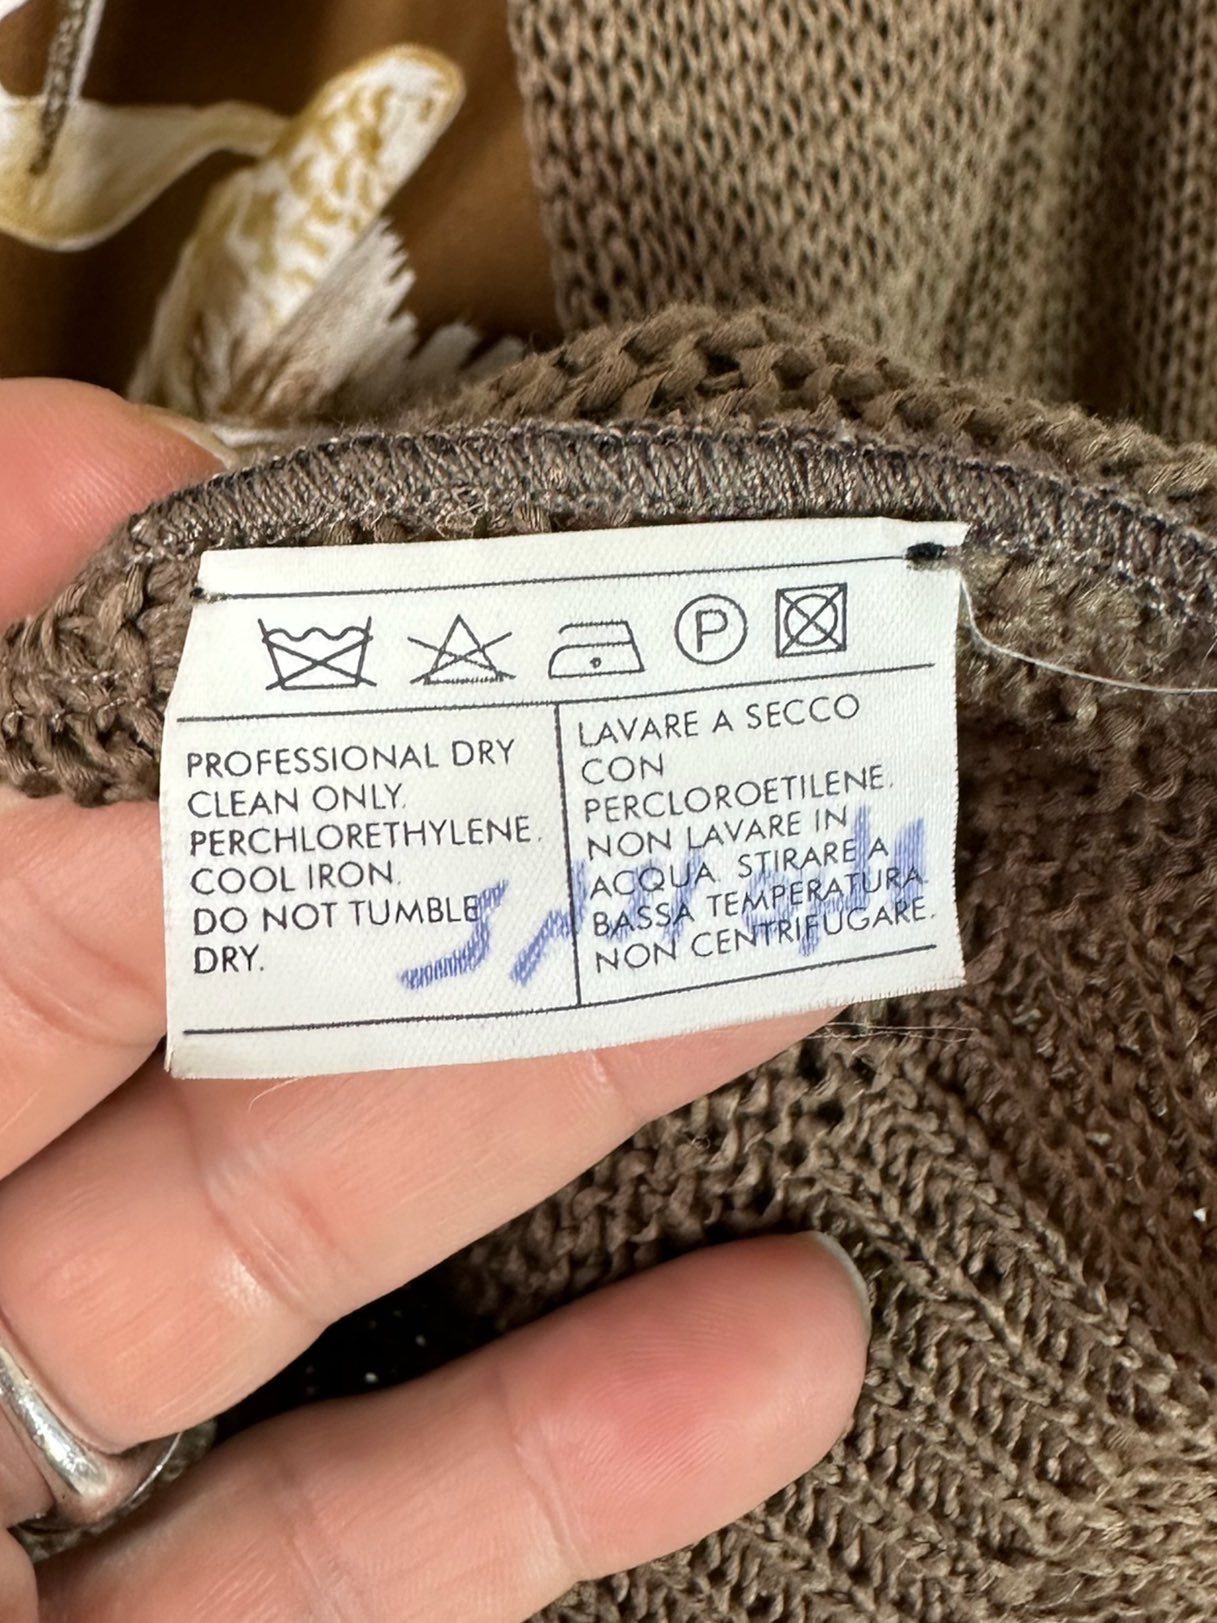 P
PROFESSIONAL DRY
CLEAN ONLY.
PERCHLORETHYLENE.
COOL IRON.
DO NOT TUMBLE
DRY.
LAVARE A SECCO
CON
PERCLOROETILENE.
NON LAVARE IN
ACQUA. STIRARE A
BASSA TEMPERATURA
NON CENTRIFUGARE.